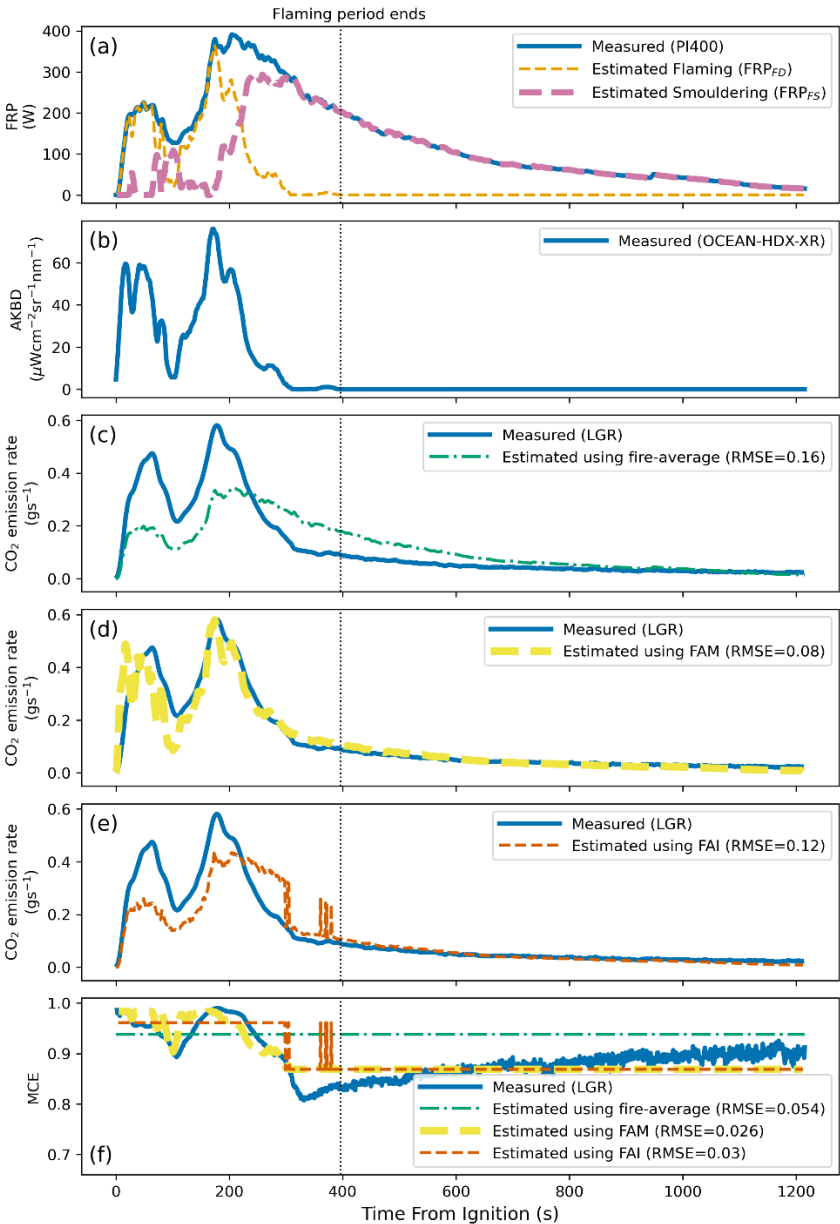 Flaming period ends
(a)
400
300
200
100
0
FRP
(W)
Measured (PI400)
Estimated Flaming (FRP_FD)
Estimated Smouldering (FRP_FS)
(b)
60
40
20
0
AKBD
(μWcm⁻²sr⁻¹nm⁻¹)
Measured (OCEAN-HDX-XR)
(c)
0.6
0.4
0.2
0.0
CO₂ emission rate
(gs⁻¹)
Measured (LGR)
Estimated using fire-average (RMSE=0.16)
(d)
0.6
0.4
0.2
0.0
CO₂ emission rate
(gs⁻¹)
Measured (LGR)
Estimated using FAM (RMSE=0.08)
(e)
0.6
0.4
0.2
0.0
CO₂ emission rate
(gs⁻¹)
Measured (LGR)
Estimated using FAI (RMSE=0.12)
1.0
0.9
0.8
0.7
MCE
(f)
Measured (LGR)
Estimated using fire-average (RMSE=0.054)
Estimated using FAM (RMSE=0.026)
Estimated using FAI (RMSE=0.03)
0 200 400 600 800 1000 1200
Time From Ignition (s)